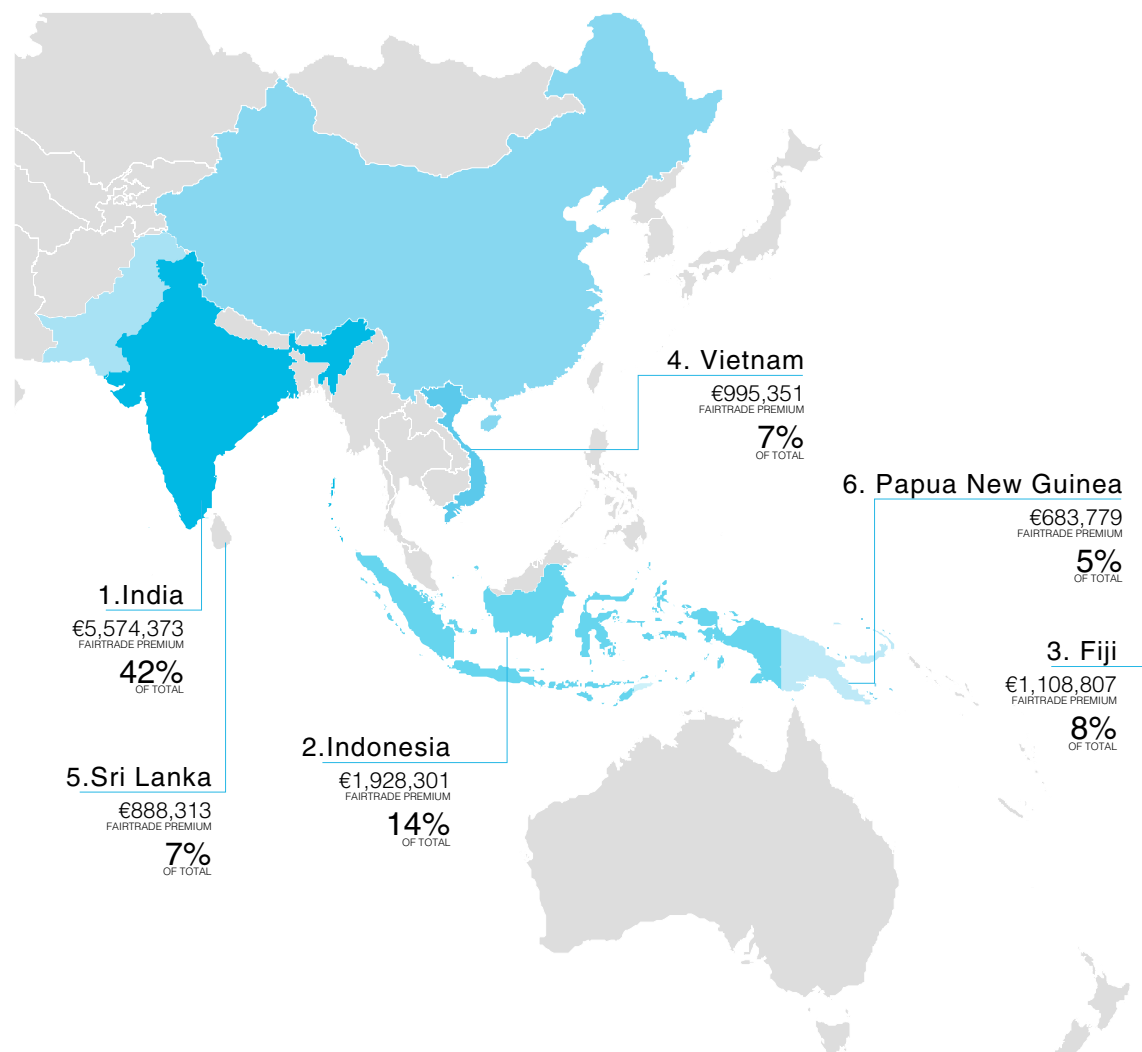 4. Vietnam
€995,351
FAIRTRADE PREMIUM
7%
OF TOTAL
6. Papua New Guinea
€683,779
FAIRTRADE PREMIUM
5%
OF TOTAL
1.India
€5,574,373
FAIRTRADE PREMIUM
42%
OF TOTAL
3. Fiji
€1,108,807
FAIRTRADE PREMIUM
8%
OF TOTAL
2.Indonesia
€1,928,301
FAIRTRADE PREMIUM
14%
OF TOTAL
5.Sri Lanka
€888,313
FAIRTRADE PREMIUM
7%
OF TOTAL